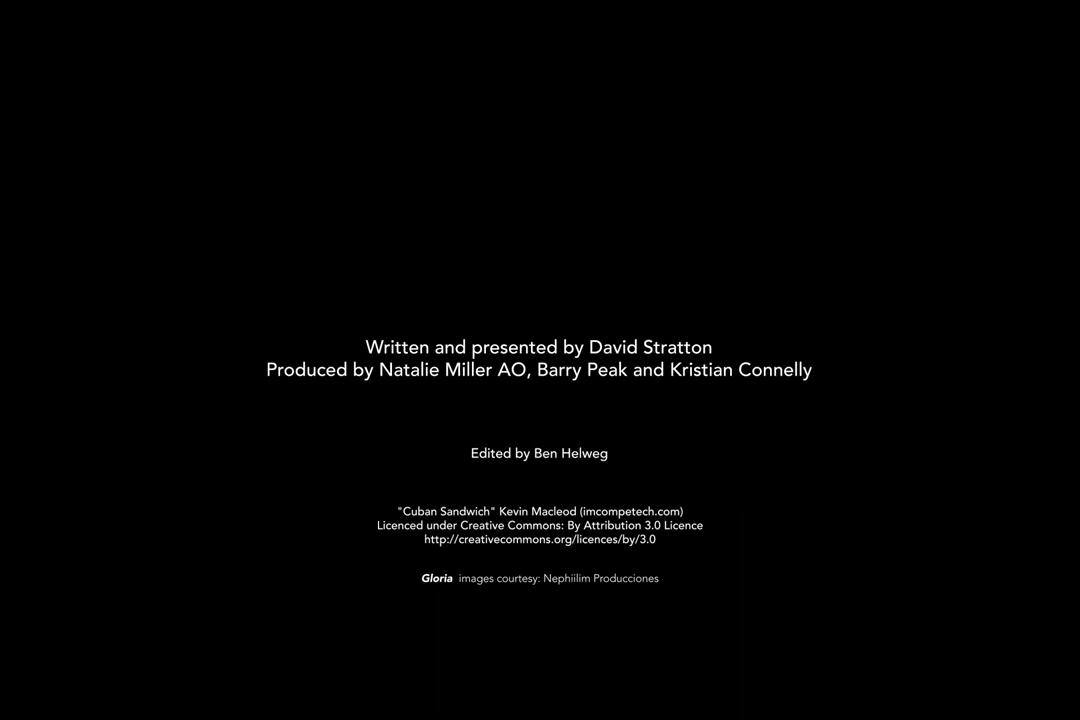 Written and presented by David Stratton
Produced by Natalie Miller AO, Barry Peak and Kristian Connelly
Edited by Ben Helweg
"Cuban Sandwich" Kevin Macleod (imcompetech.com)
Licenced under Creative Commons: By Attribution 3.0 Licence
http://creativecommons.org/licences/by/3.0
Gloria images courtesy: Nephiilim Producciones